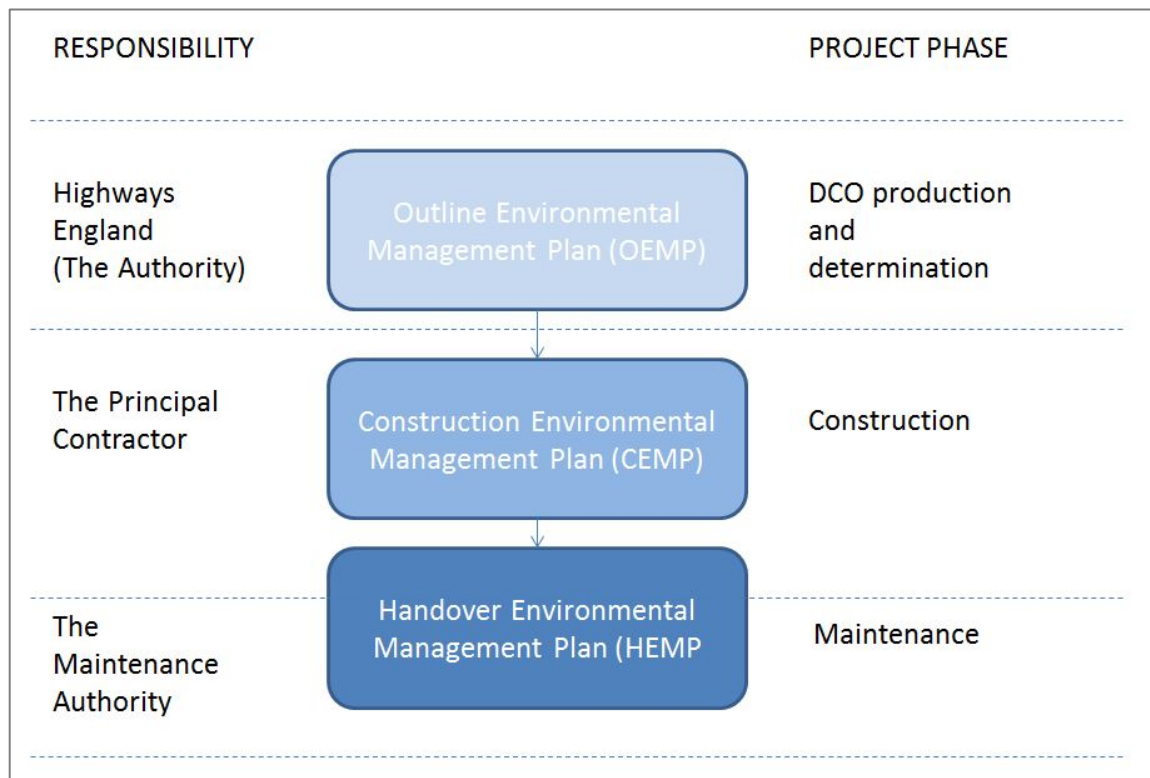 RESPONSIBILITY
PROJECT PHASE
Highways
England
(The Authority)
Outline Environmental
Management Plan (OEMP)
DCO production
and
determination
The Principal
Contractor
Construction Environmental
Management Plan (CEMP)
Construction
The
Maintenance
Authority
Handover Environmental
Management Plan (HEMP
Maintenance